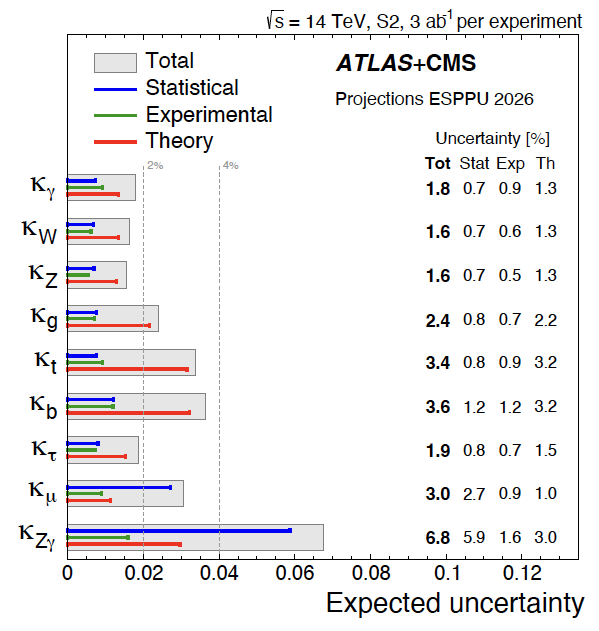 √s = 14 TeV, S2, 3 ab⁻¹ per experiment
Total
Statistical
Experimental
Theory
ATLAS+CMS
Projections ESPPU 2026
Uncertainty [%]
Tot Stat Exp Th
2% 4%
κγ 1.8 0.7 0.9 1.3
κW 1.6 0.7 0.6 1.3
κZ 1.6 0.7 0.5 1.3
κg 2.4 0.8 0.7 2.2
κt 3.4 0.8 0.9 3.2
κb 3.6 1.2 1.2 3.2
κτ 1.9 0.8 0.7 1.5
κμ 3.0 2.7 0.9 1.0
κZγ 6.8 5.9 1.6 3.0
0 0.02 0.04 0.06 0.08 0.1 0.12
Expected uncertainty